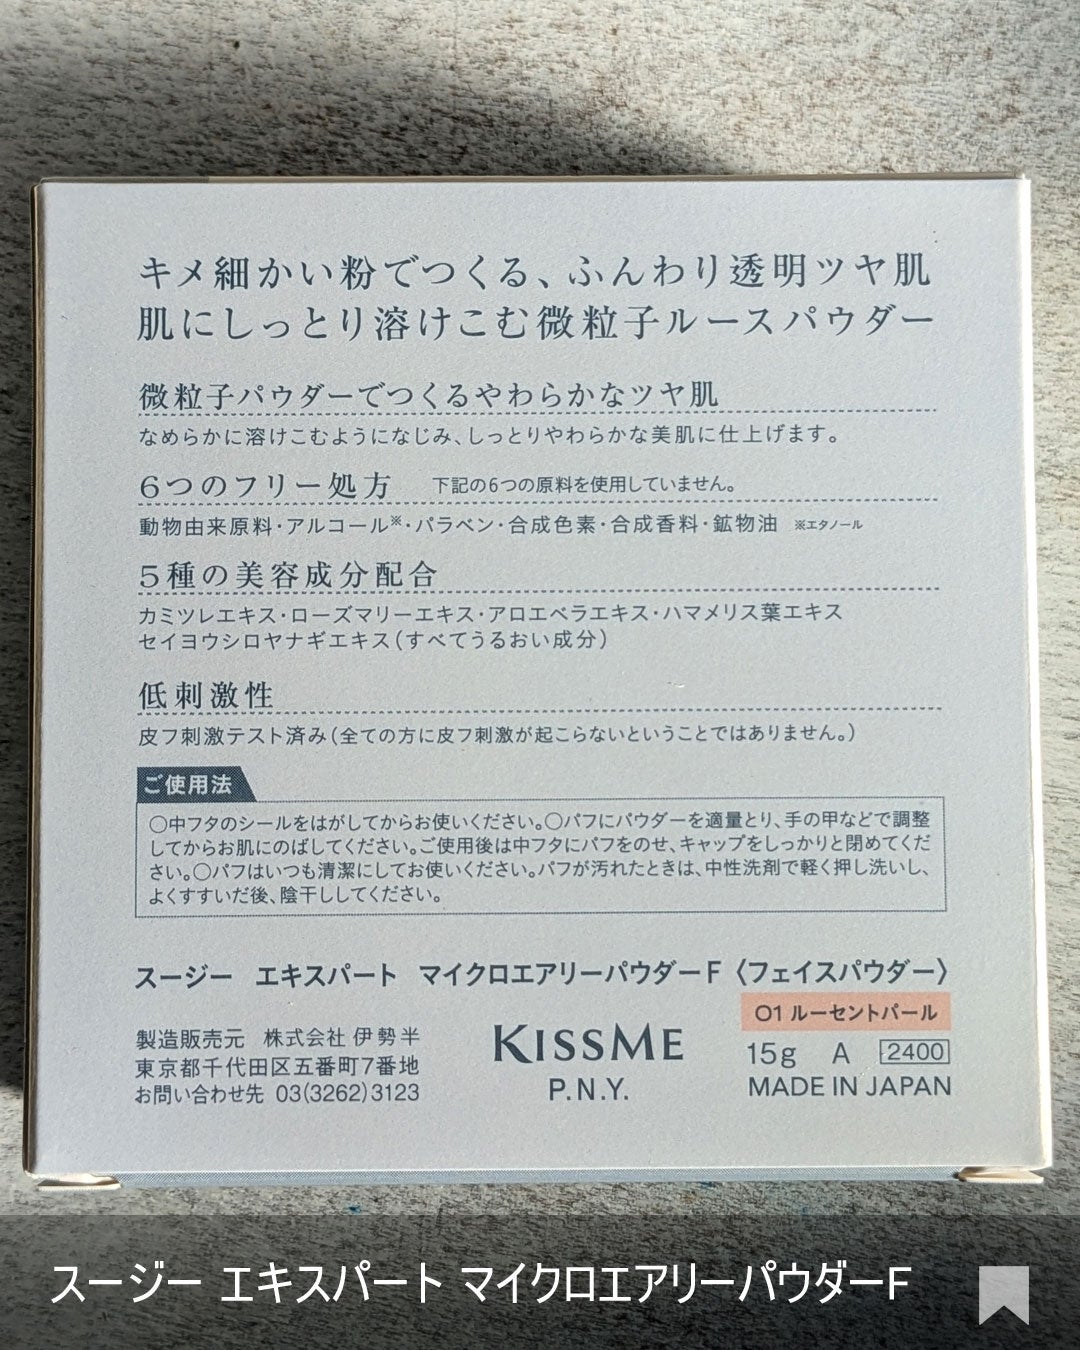 キメ細かい粉でつくる、ふんわり透明ツヤ肌
肌にしっとり溶けこむ微粒子ルースパウダー
微粒子パウダーでつくるやわらかなツヤ肌
なめらかに溶けこむようになじみ、しっとりやわらかな美肌に仕上げます。
6つのフリー処方 下記の6つの原料を使用していません。
動物由来原料・アルコール※・パラベン・合成色素・合成香料・鉱物油 ※エタノール
5種の美容成分配合
カミツレエキス・ローズマリーエキス・アロエベラエキス・ハマメリス葉エキス
セイヨウシロヤナギエキス(すべてうるおい成分)
低刺激性
皮フ刺激テスト済み(全ての方に皮フ刺激が起こらないということではありません。)
ご使用法
○中フタのシールをはがしてからお使いください。○パフにパウダーを適量とり、手の甲などで調整
してからお肌にのばしてください。ご使用後は中フタにパフをのせ、キャップをしっかりと閉めてくだ
さい。○パフはいつも清潔にしてお使いください。パフが汚れたときは、中性洗剤で軽く押し洗いし、
よくすすいだ後、陰干ししてください。
スージー エキスパート マイクロエアリーパウダーF〈フェイスパウダー〉
01 ルーセントパール
製造販売元 株式会社 伊勢半
東京都千代田区五番町7番地
お問い合わせ先 03(3262)3123
KISSME
P.N.Y.
15g A 2400
MADE IN JAPAN
スージー エキスパート マイクロエアリーパウダーF